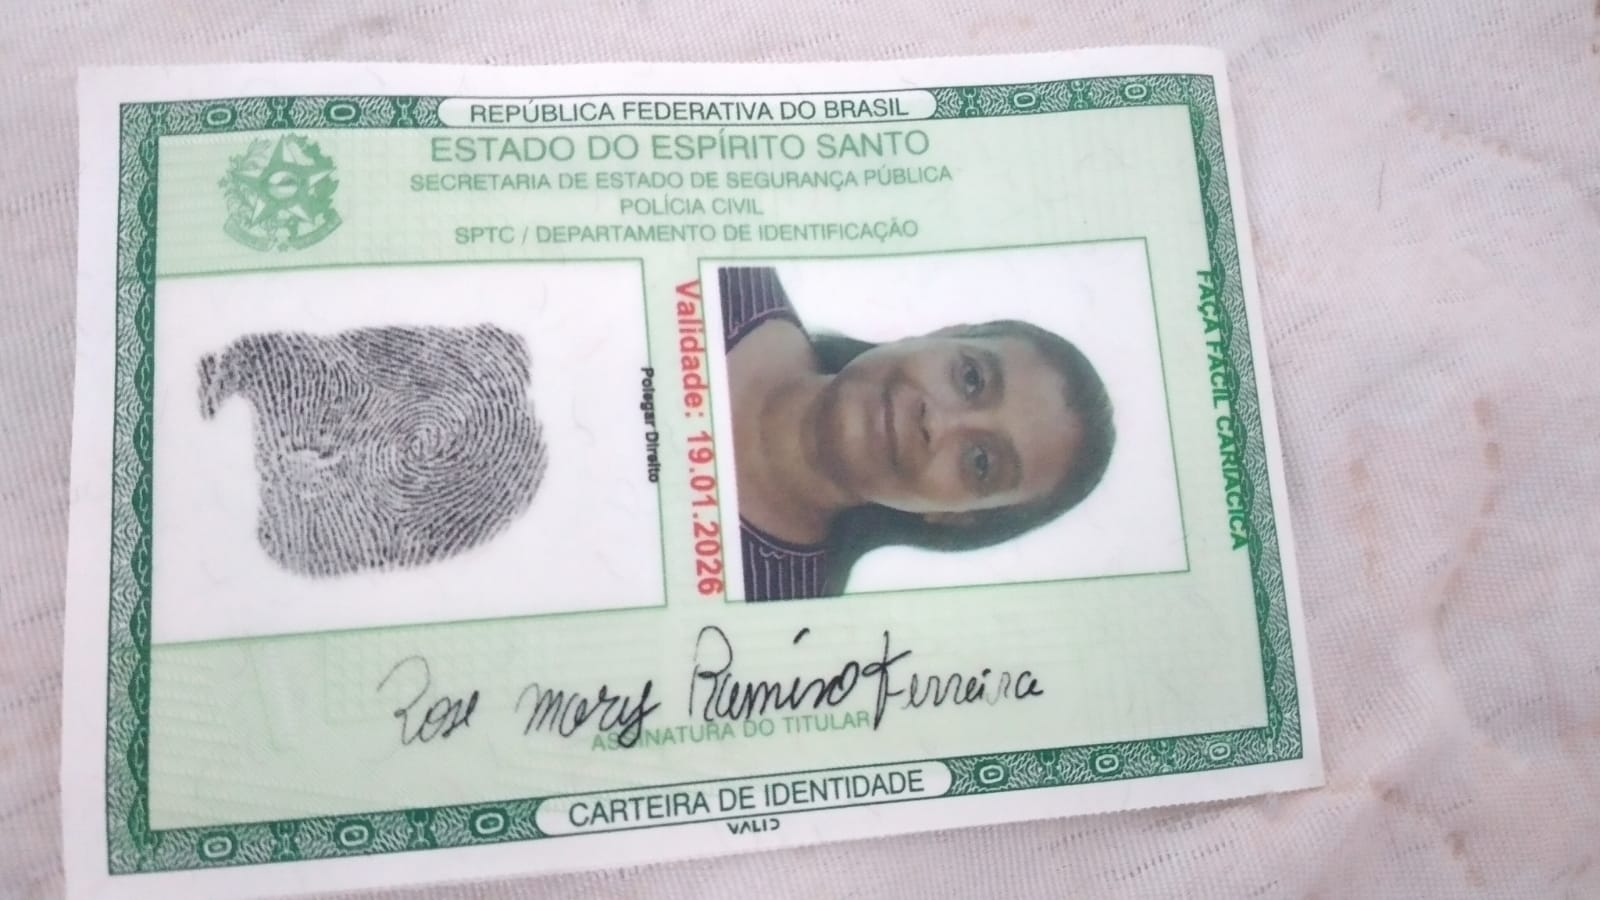 REPÚBLICA FEDERATIVA DO BRASIL
ESTADO DO ESPÍRITO SANTO
SECRETARIA DE ESTADO DE SEGURANÇA PÚBLICA
POLÍCIA CIVIL
SPTC / DEPARTAMENTO DE IDENTIFICAÇÃO
Polegar Direito
Validade: 19.01.2026
FAÇA FÁCIL CARIACICA
Rose Mary Ramiro Ferreira
ASSINATURA DO TITULAR
CARTEIRA DE IDENTIDADE
VALID